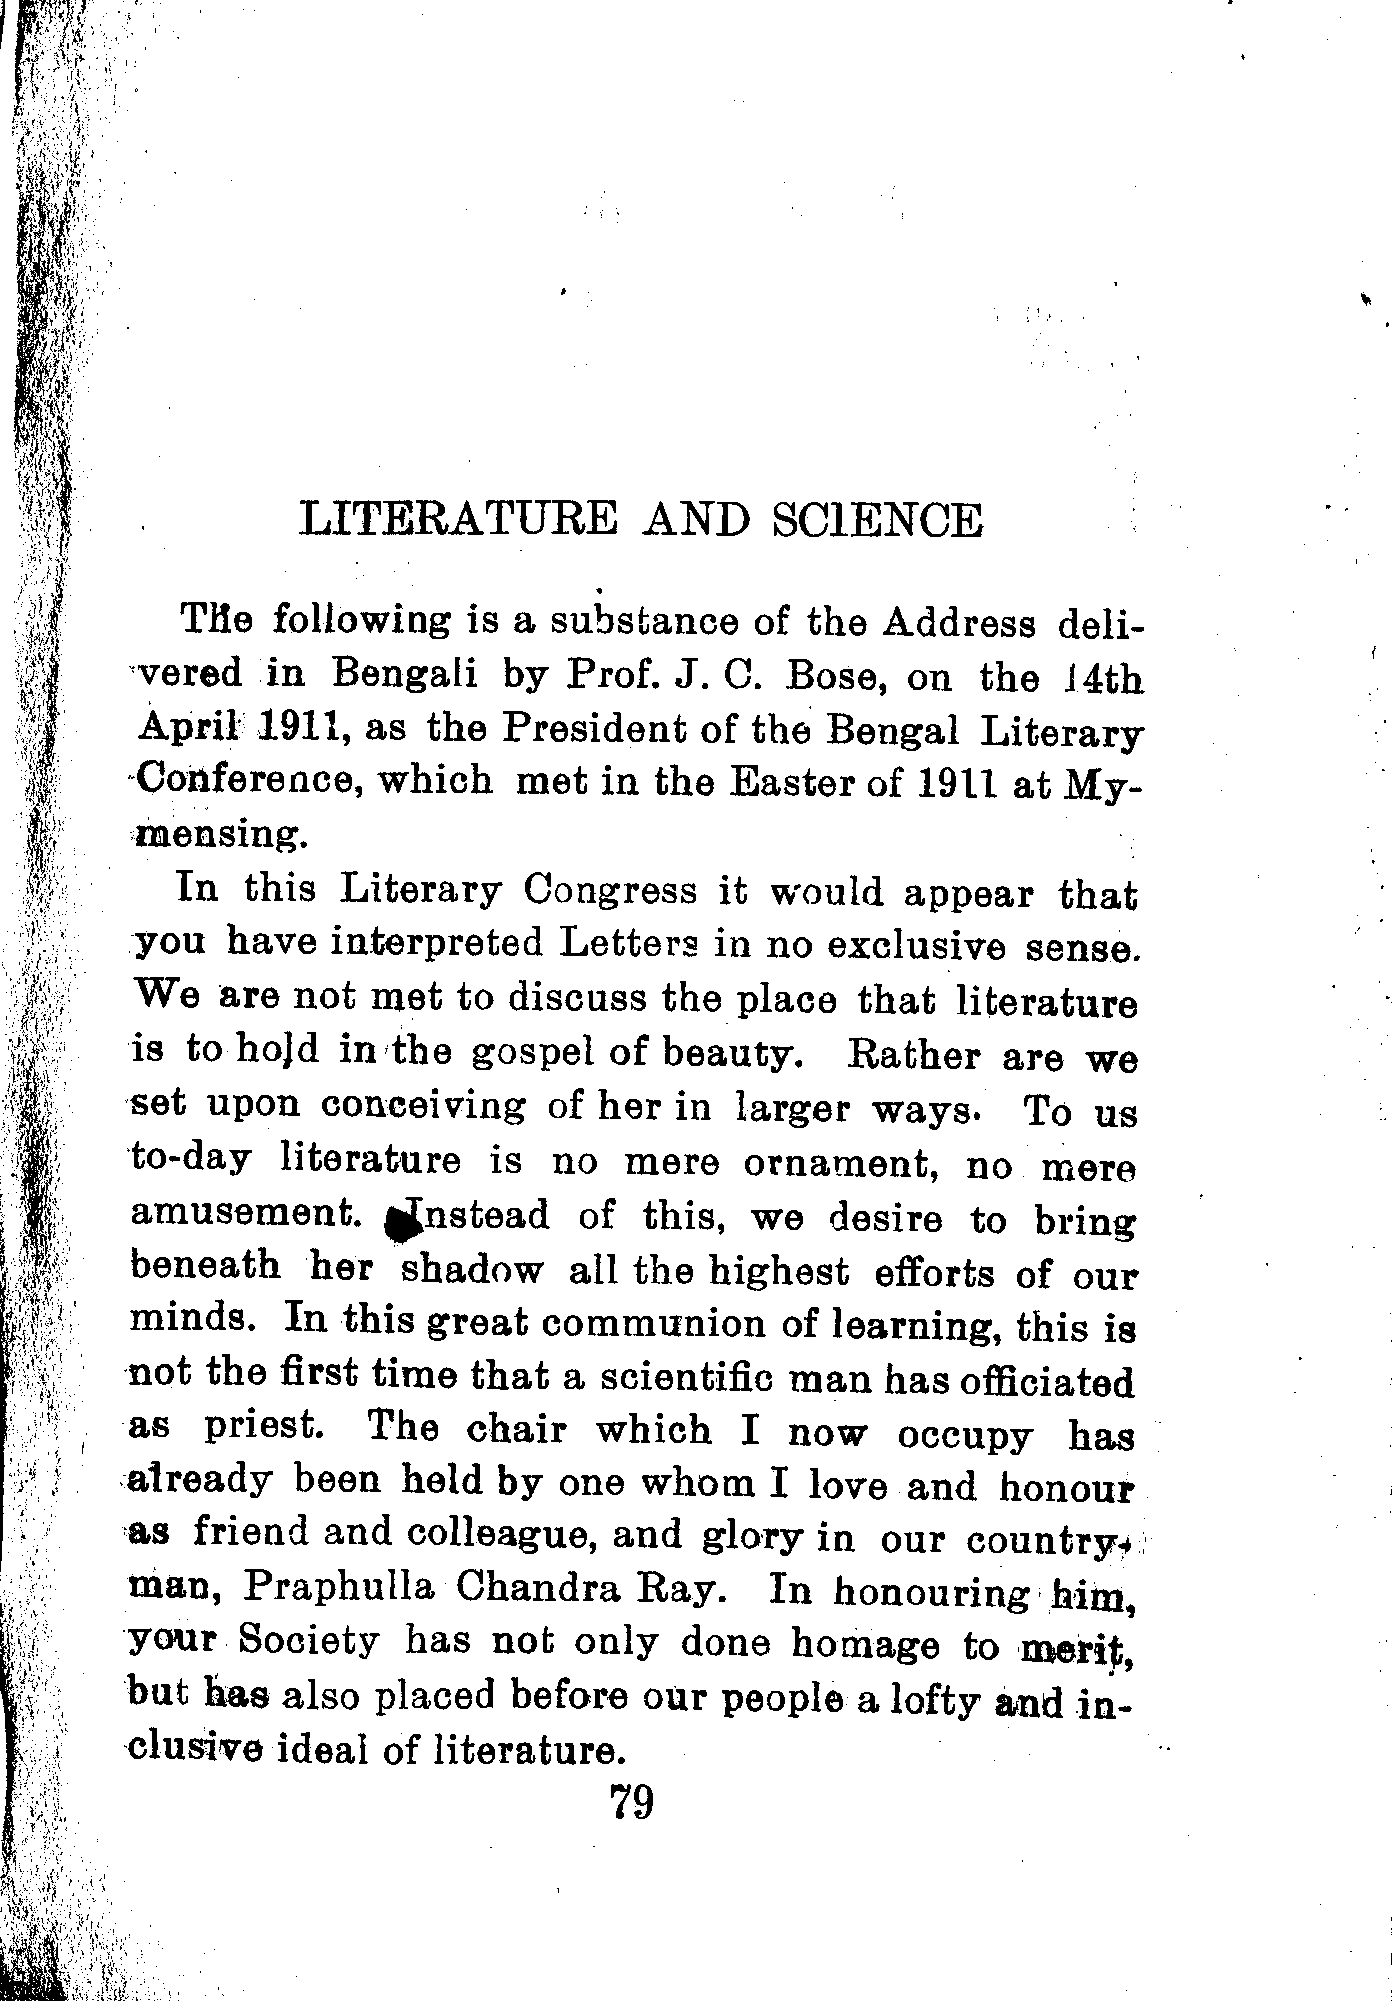 LITERATURE AND SCIENCE
The following is a substance of the Address deli-
vered in Bengali by Prof. J. C. Bose, on the 14th
April 1911, as the President of the Bengal Literary
Conference, which met in the Easter of 1911 at My-
mensing.
In this Literary Congress it would appear that
you have interpreted Letters in no exclusive sense.
We are not met to discuss the place that literature
is to hold in the gospel of beauty. Rather are we
set upon conceiving of her in larger ways. To us
to-day literature is no mere ornament, no mere
amusement. Instead of this, we desire to bring
beneath her shadow all the highest efforts of our
minds. In this great communion of learning, this is
not the first time that a scientific man has officiated
as priest. The chair which I now occupy has
already been held by one whom I love and honour
as friend and colleague, and glory in our country-
man, Praphulla Chandra Ray. In honouring him,
your Society has not only done homage to merit,
but has also placed before our people a lofty and in-
clusive ideal of literature.
79